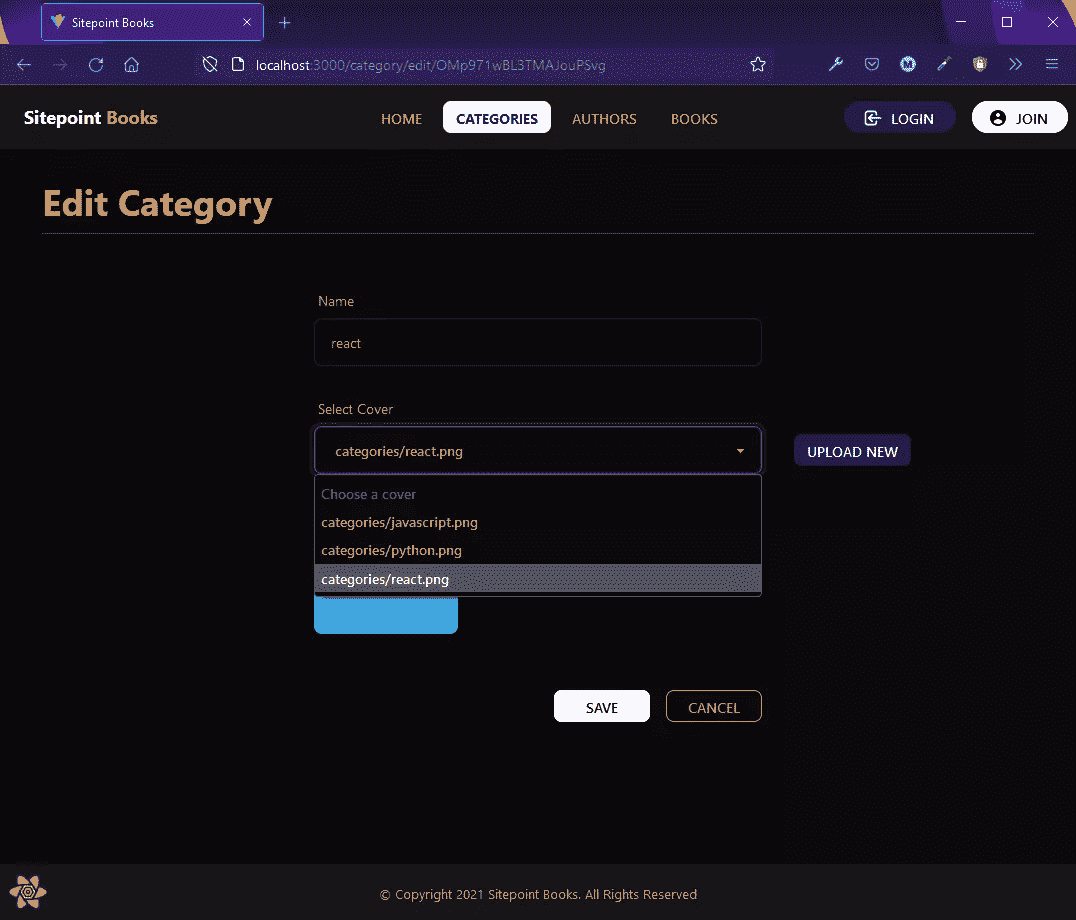 Sitepoint Books
localhost:3000/category/edit/OMp971wBL3TMAJouPSvg
Sitepoint Books HOME CATEGORIES AUTHORS BOOKS LOGIN JOIN
Edit Category
Name
react
Select Cover
categories/react.png UPLOAD NEW
Choose a cover
categories/javascript.png
categories/python.png
categories/react.png
SAVE CANCEL
© Copyright 2021 Sitepoint Books. All Rights Reserved